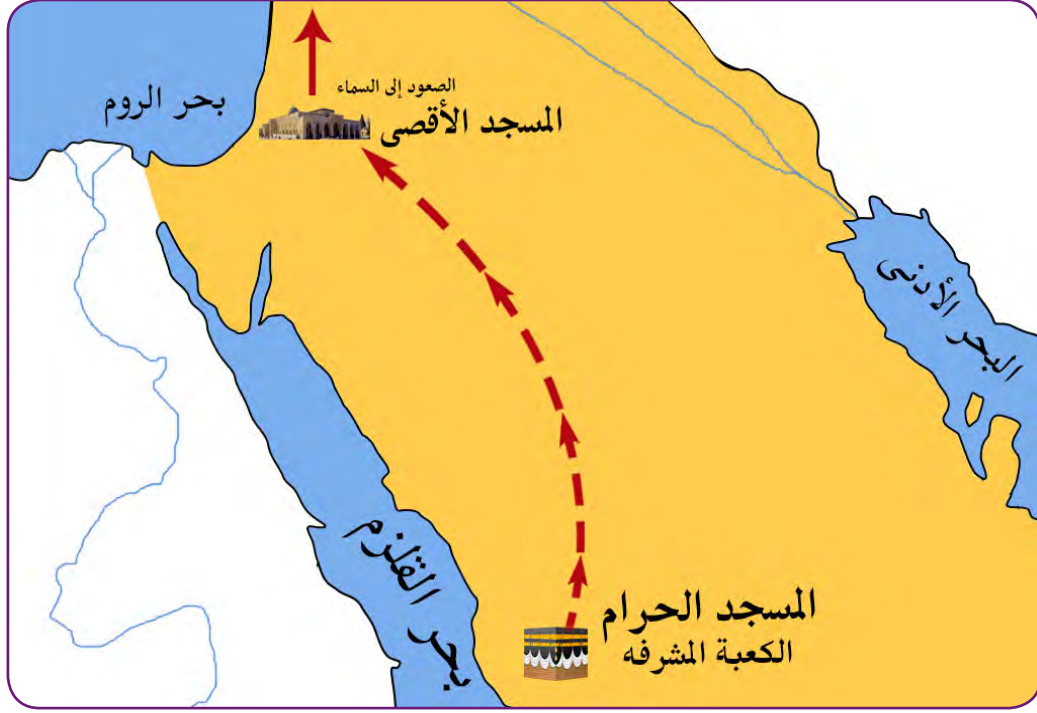 الصعود إلى السماء
المسجد الأقصى
بحر الروم
البحر الأدنى
بحر القلزم
المسجد الحرام
الكعبة المشرفه